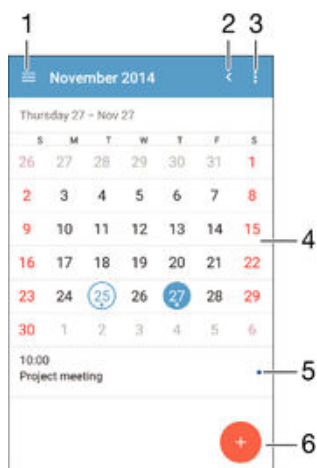 1 2 3
November 2014
Thursday 27 – Nov 27
S M T W T F S
26 27 28 29 30 31 1
2 3 4 5 6 7 8
9 10 11 12 13 14 15
4
16 17 18 19 20 21 22
23 24 25 26 27 28 29
30 1 2 3 4 5 6
10:00
5
Project meeting
+
6